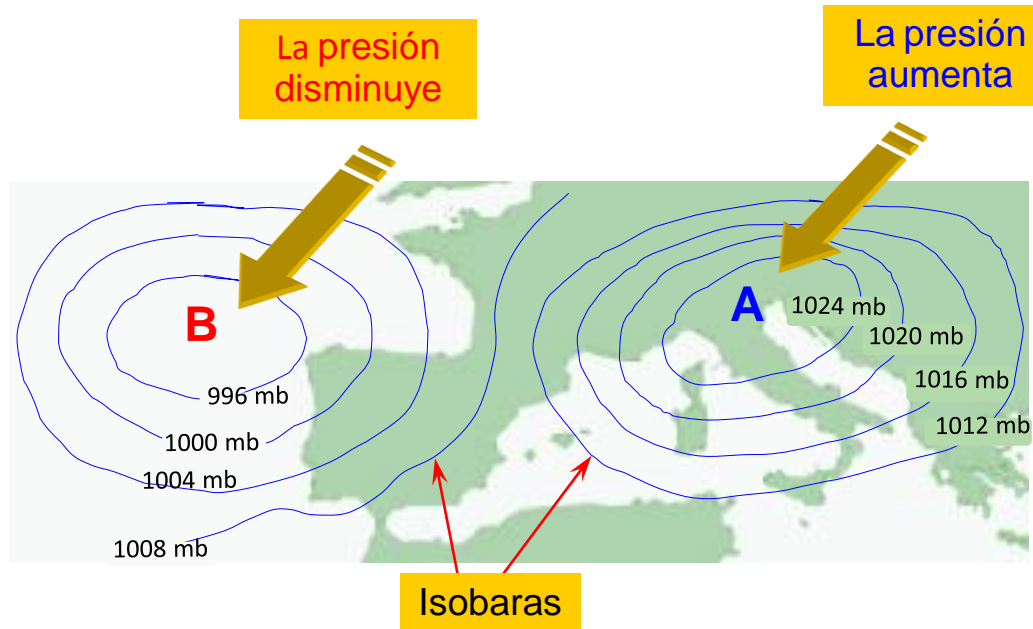 La presión
disminuye
La presión
aumenta
B
A
1024 mb
1020 mb
1016 mb
1012 mb
996 mb
1000 mb
1004 mb
1008 mb
Isobaras